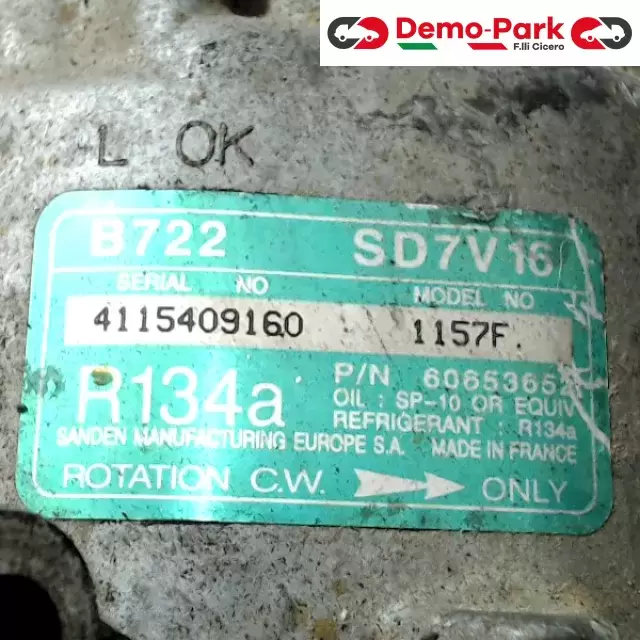 Demo-Park
F.lli Cicero
L OK
B722 SD7V16
SERIAL NO MODEL NO
4115409160 1157F.
R134a
P/N 60653652
OIL : SP-10 OR EQUIV
REFRIGERANT : R134a
SANDEN MANUFACTURING EUROPE S.A. MADE IN FRANCE
ROTATION C.W. ONLY